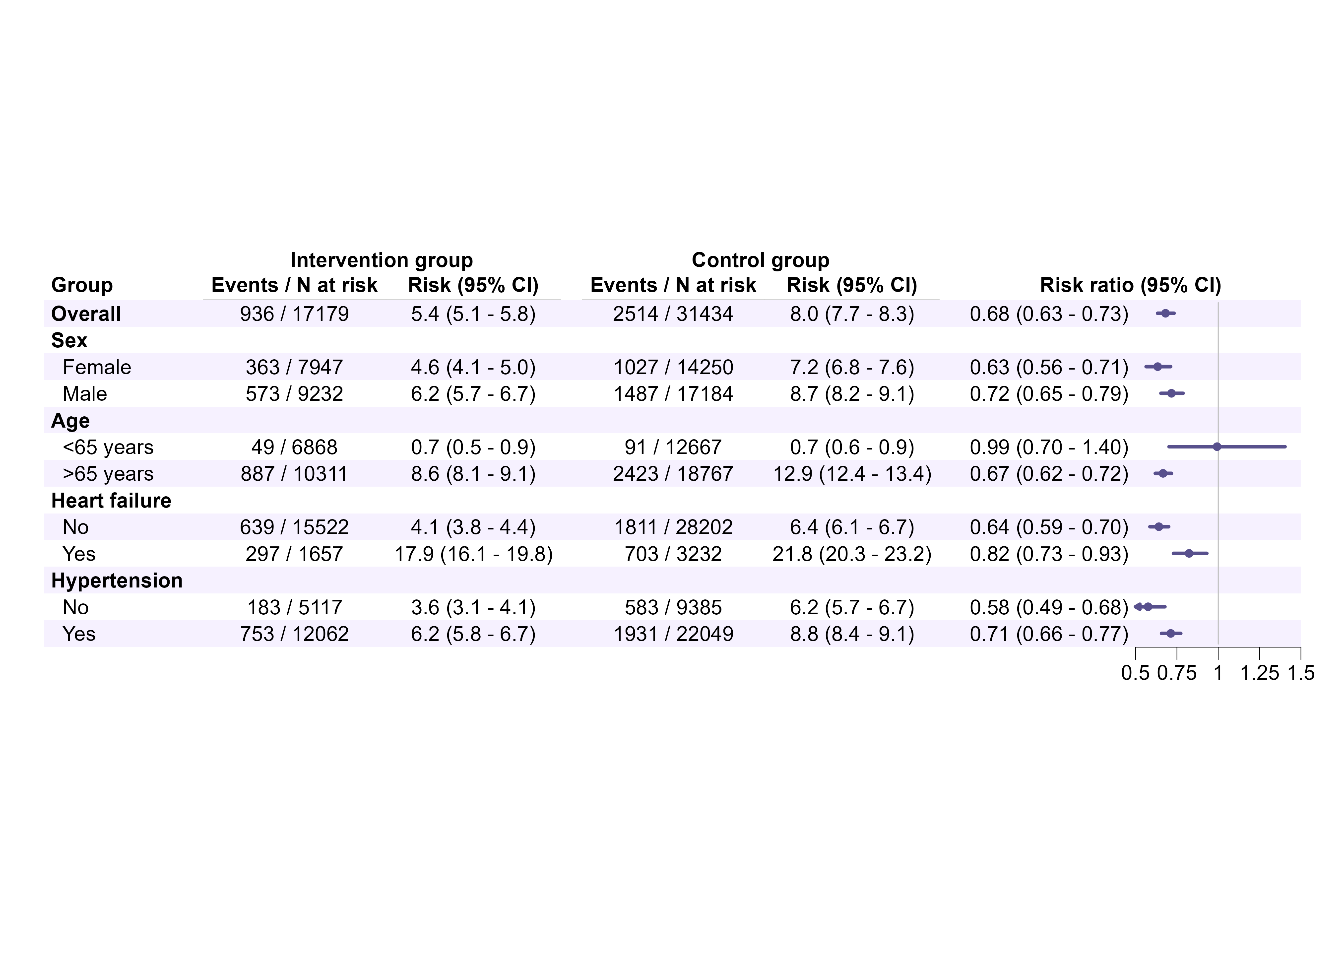 Intervention group Control group
Group Events / N at risk Risk (95% CI) Events / N at risk Risk (95% CI) Risk ratio (95% CI)
Overall 936 / 17179 5.4 (5.1 - 5.8) 2514 / 31434 8.0 (7.7 - 8.3) 0.68 (0.63 - 0.73)
Sex
Female 363 / 7947 4.6 (4.1 - 5.0) 1027 / 14250 7.2 (6.8 - 7.6) 0.63 (0.56 - 0.71)
Male 573 / 9232 6.2 (5.7 - 6.7) 1487 / 17184 8.7 (8.2 - 9.1) 0.72 (0.65 - 0.79)
Age
<65 years 49 / 6868 0.7 (0.5 - 0.9) 91 / 12667 0.7 (0.6 - 0.9) 0.99 (0.70 - 1.40)
>65 years 887 / 10311 8.6 (8.1 - 9.1) 2423 / 18767 12.9 (12.4 - 13.4) 0.67 (0.62 - 0.72)
Heart failure
No 639 / 15522 4.1 (3.8 - 4.4) 1811 / 28202 6.4 (6.1 - 6.7) 0.64 (0.59 - 0.70)
Yes 297 / 1657 17.9 (16.1 - 19.8) 703 / 3232 21.8 (20.3 - 23.2) 0.82 (0.73 - 0.93)
Hypertension
No 183 / 5117 3.6 (3.1 - 4.1) 583 / 9385 6.2 (5.7 - 6.7) 0.58 (0.49 - 0.68)
Yes 753 / 12062 6.2 (5.8 - 6.7) 1931 / 22049 8.8 (8.4 - 9.1) 0.71 (0.66 - 0.77)
0.5 0.75 1 1.25 1.5